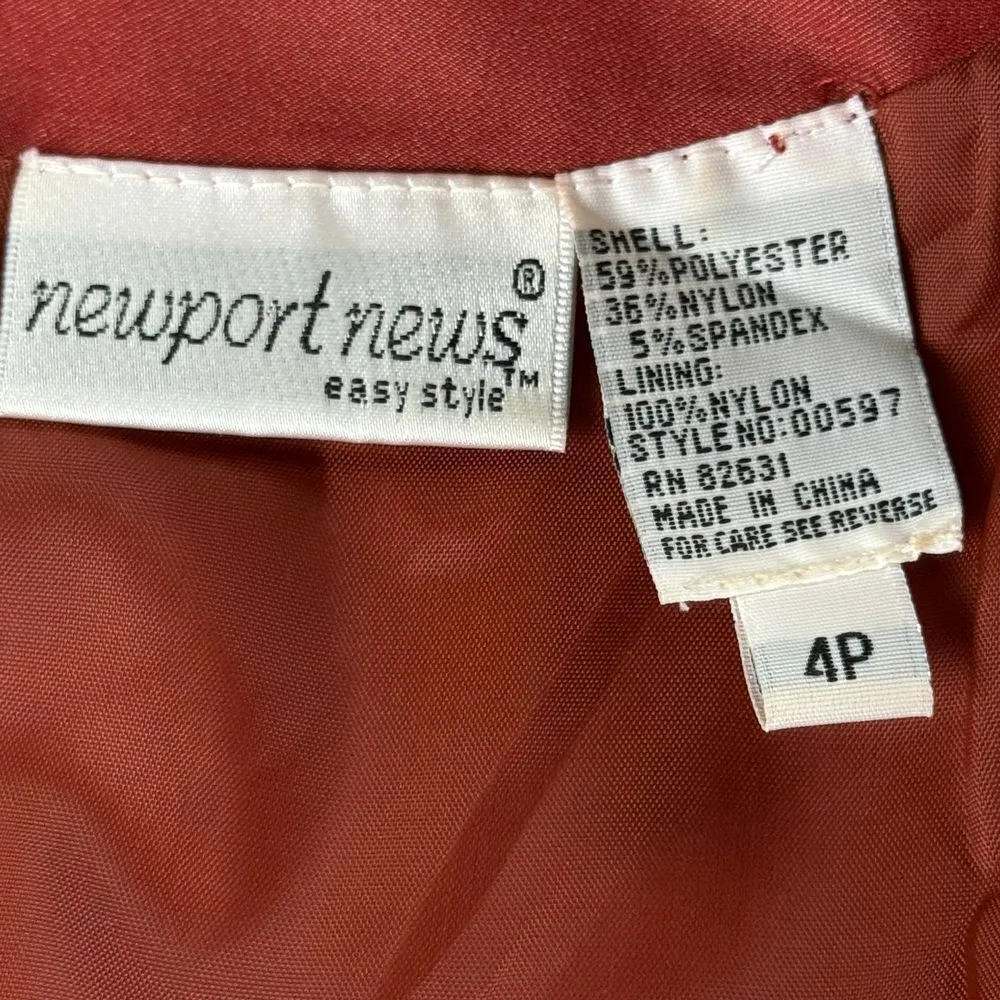 newport news®
easy style™
SHELL:
59%POLYESTER
36%NYLON
5%SPANDEX
LINING:
100%NYLON
STYLE NO:00597
RN 82631
MADE IN CHINA
FOR CARE SEE REVERSE
4P